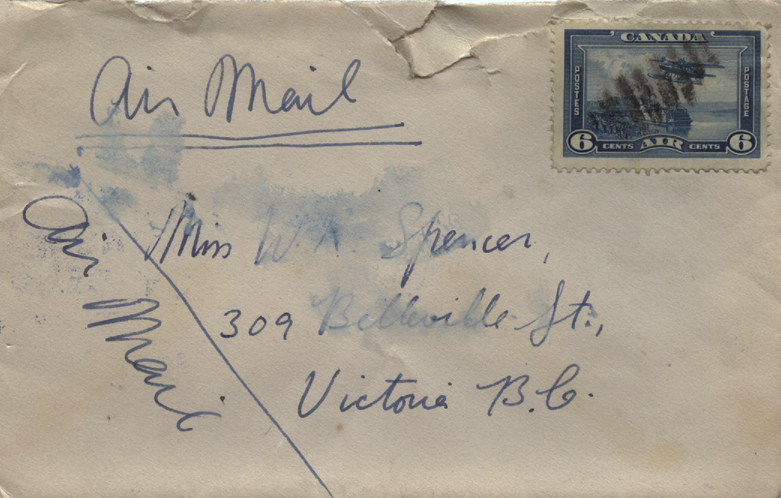 Air Mail
CANADA
POSTES
POSTAGE
6 CENTS AIR CENTS 6
Air Mail
Miss W. Spencer,
309 Belleville St.,
Victoria B.C.